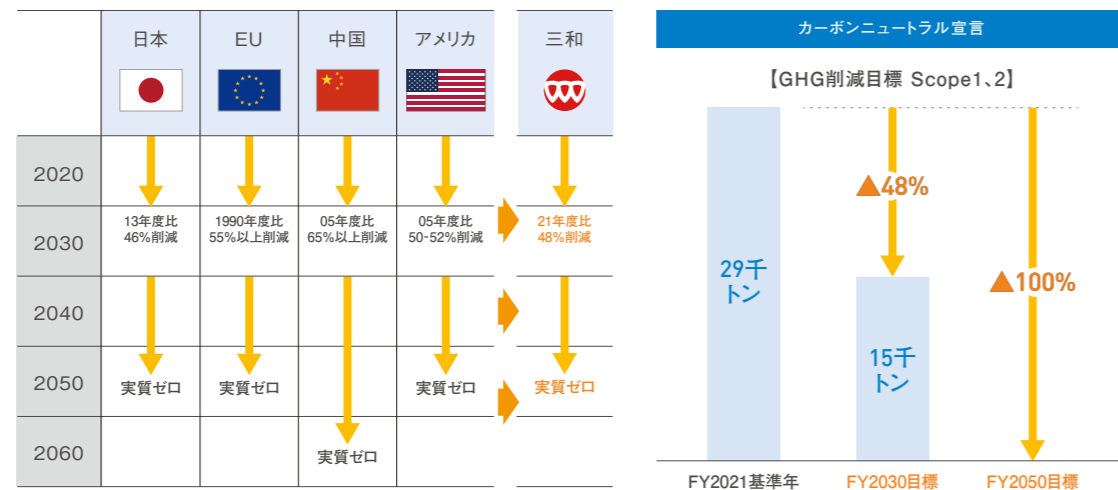 日本 EU 中国 アメリカ 三和
2020
2030
13年度比
46%削減
1990年度比
55%以上削減
05年度比
65%以上削減
05年度比
50-52%削減
21年度比
48%削減
2040
2050
実質ゼロ 実質ゼロ 実質ゼロ 実質ゼロ
2060
実質ゼロ
カーボンニュートラル宣言
【GHG削減目標 Scope1、2】
▲48%
29千
トン
▲100%
15千
トン
FY2021基準年 FY2030目標 FY2050目標